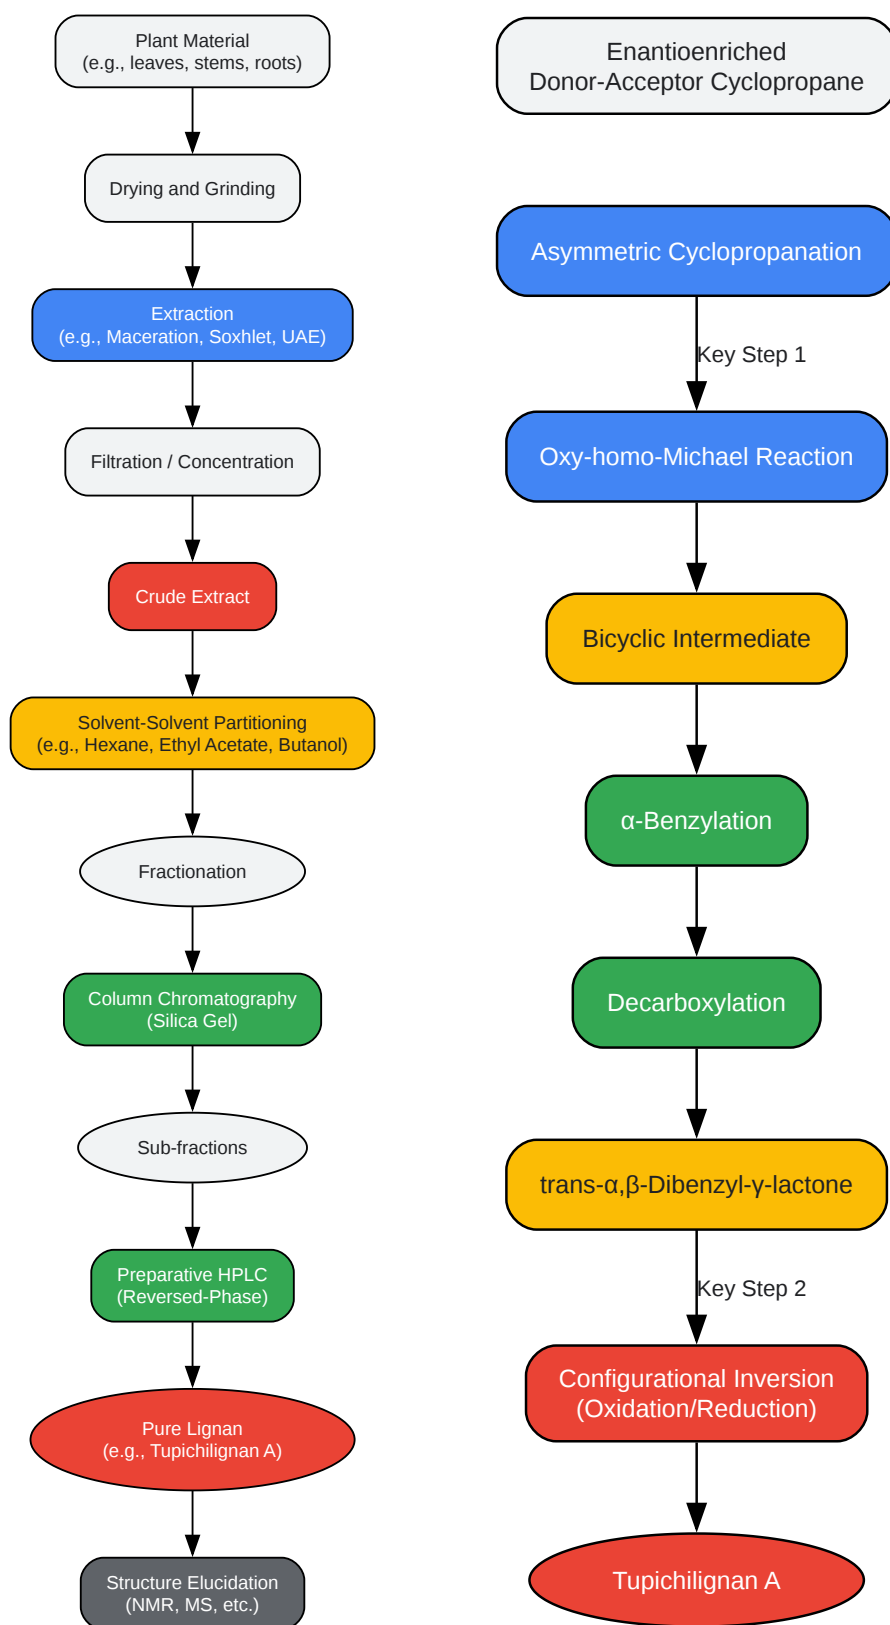 Plant Material
(e.g., leaves, stems, roots)
Drying and Grinding
Extraction
(e.g., Maceration, Soxhlet, UAE)
Filtration / Concentration
Crude Extract
Solvent-Solvent Partitioning
(e.g., Hexane, Ethyl Acetate, Butanol)
Fractionation
Column Chromatography
(Silica Gel)
Sub-fractions
Preparative HPLC
(Reversed-Phase)
Pure Lignan
(e.g., Tupichilignan A)
Structure Elucidation
(NMR, MS, etc.)
Enantioenriched
Donor-Acceptor Cyclopropane
Asymmetric Cyclopropanation
Key Step 1
Oxy-homo-Michael Reaction
Bicyclic Intermediate
α-Benzylation
Decarboxylation
trans-α,β-Dibenzyl-γ-lactone
Key Step 2
Configurational Inversion
(Oxidation/Reduction)
Tupichilignan A